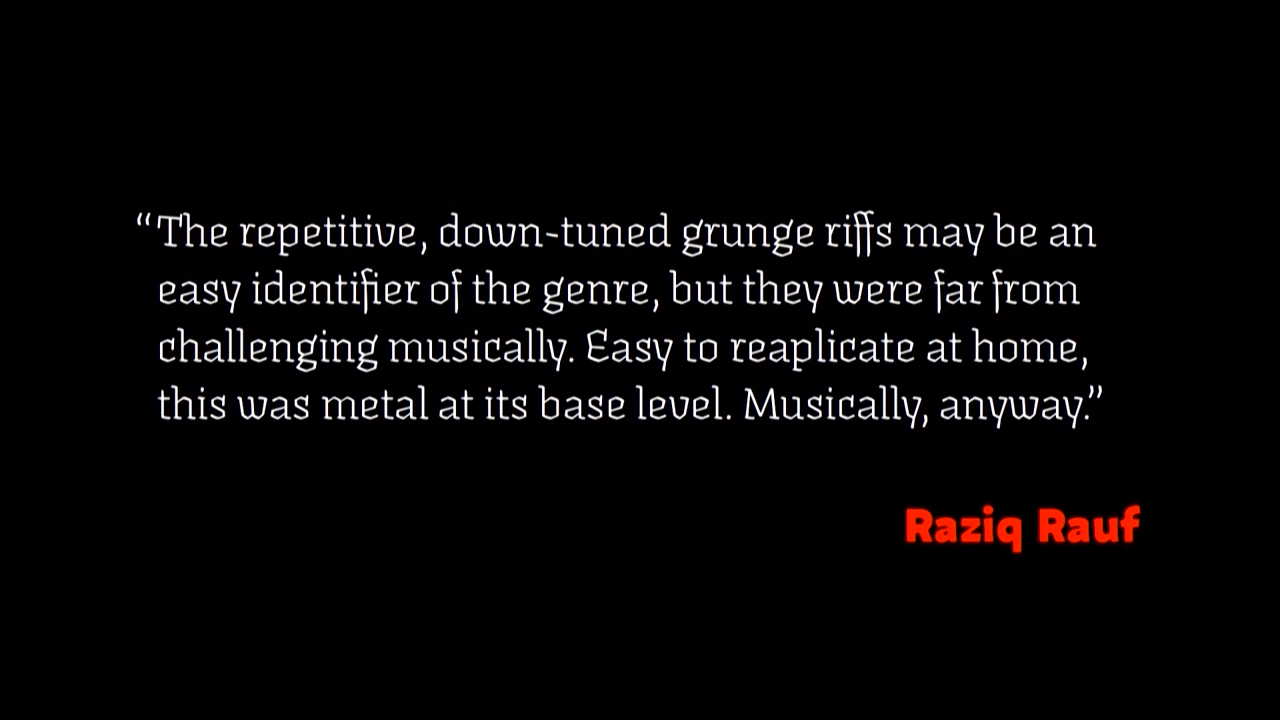 “The repetitive, down-tuned grunge riffs may be an
easy identifier of the genre, but they were far from
challenging musically. Easy to reaplicate at home,
this was metal at its base level. Musically, anyway.”
Raziq Rauf